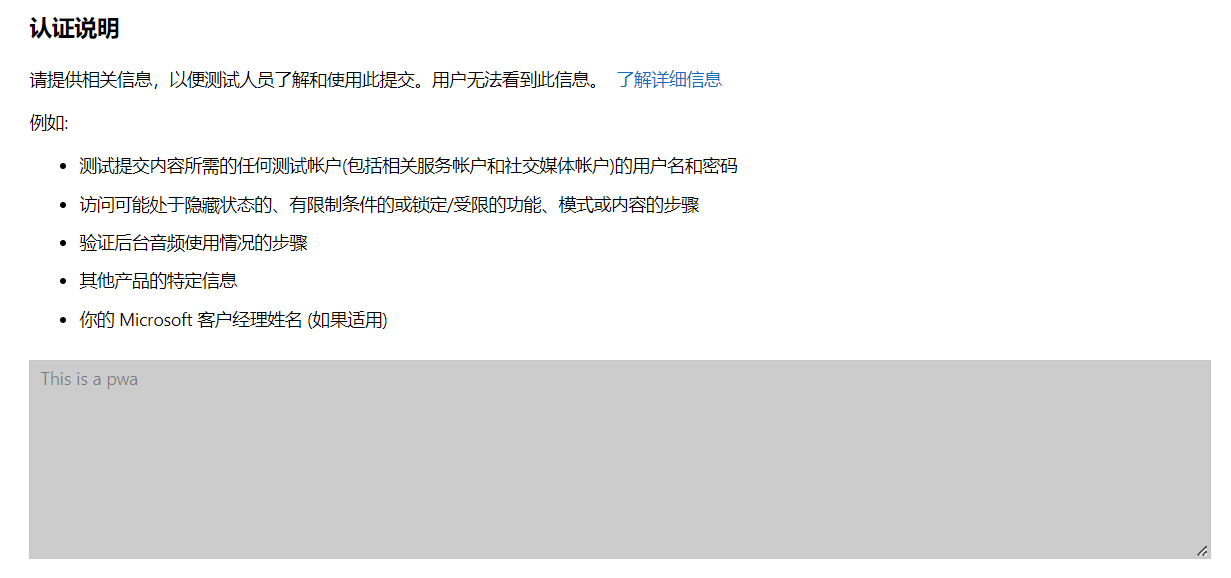 认证说明
请提供相关信息，以便测试人员了解和使用此提交。用户无法看到此信息。 了解详细信息
例如:
• 测试提交内容所需的任何测试帐户(包括相关服务帐户和社交媒体帐户)的用户名和密码
• 访问可能处于隐藏状态的、有限制条件的或锁定/受限的功能、模式或内容的步骤
• 验证后台音频使用情况的步骤
• 其他产品的特定信息
• 你的 Microsoft 客户经理姓名 (如果适用)
This is a pwa